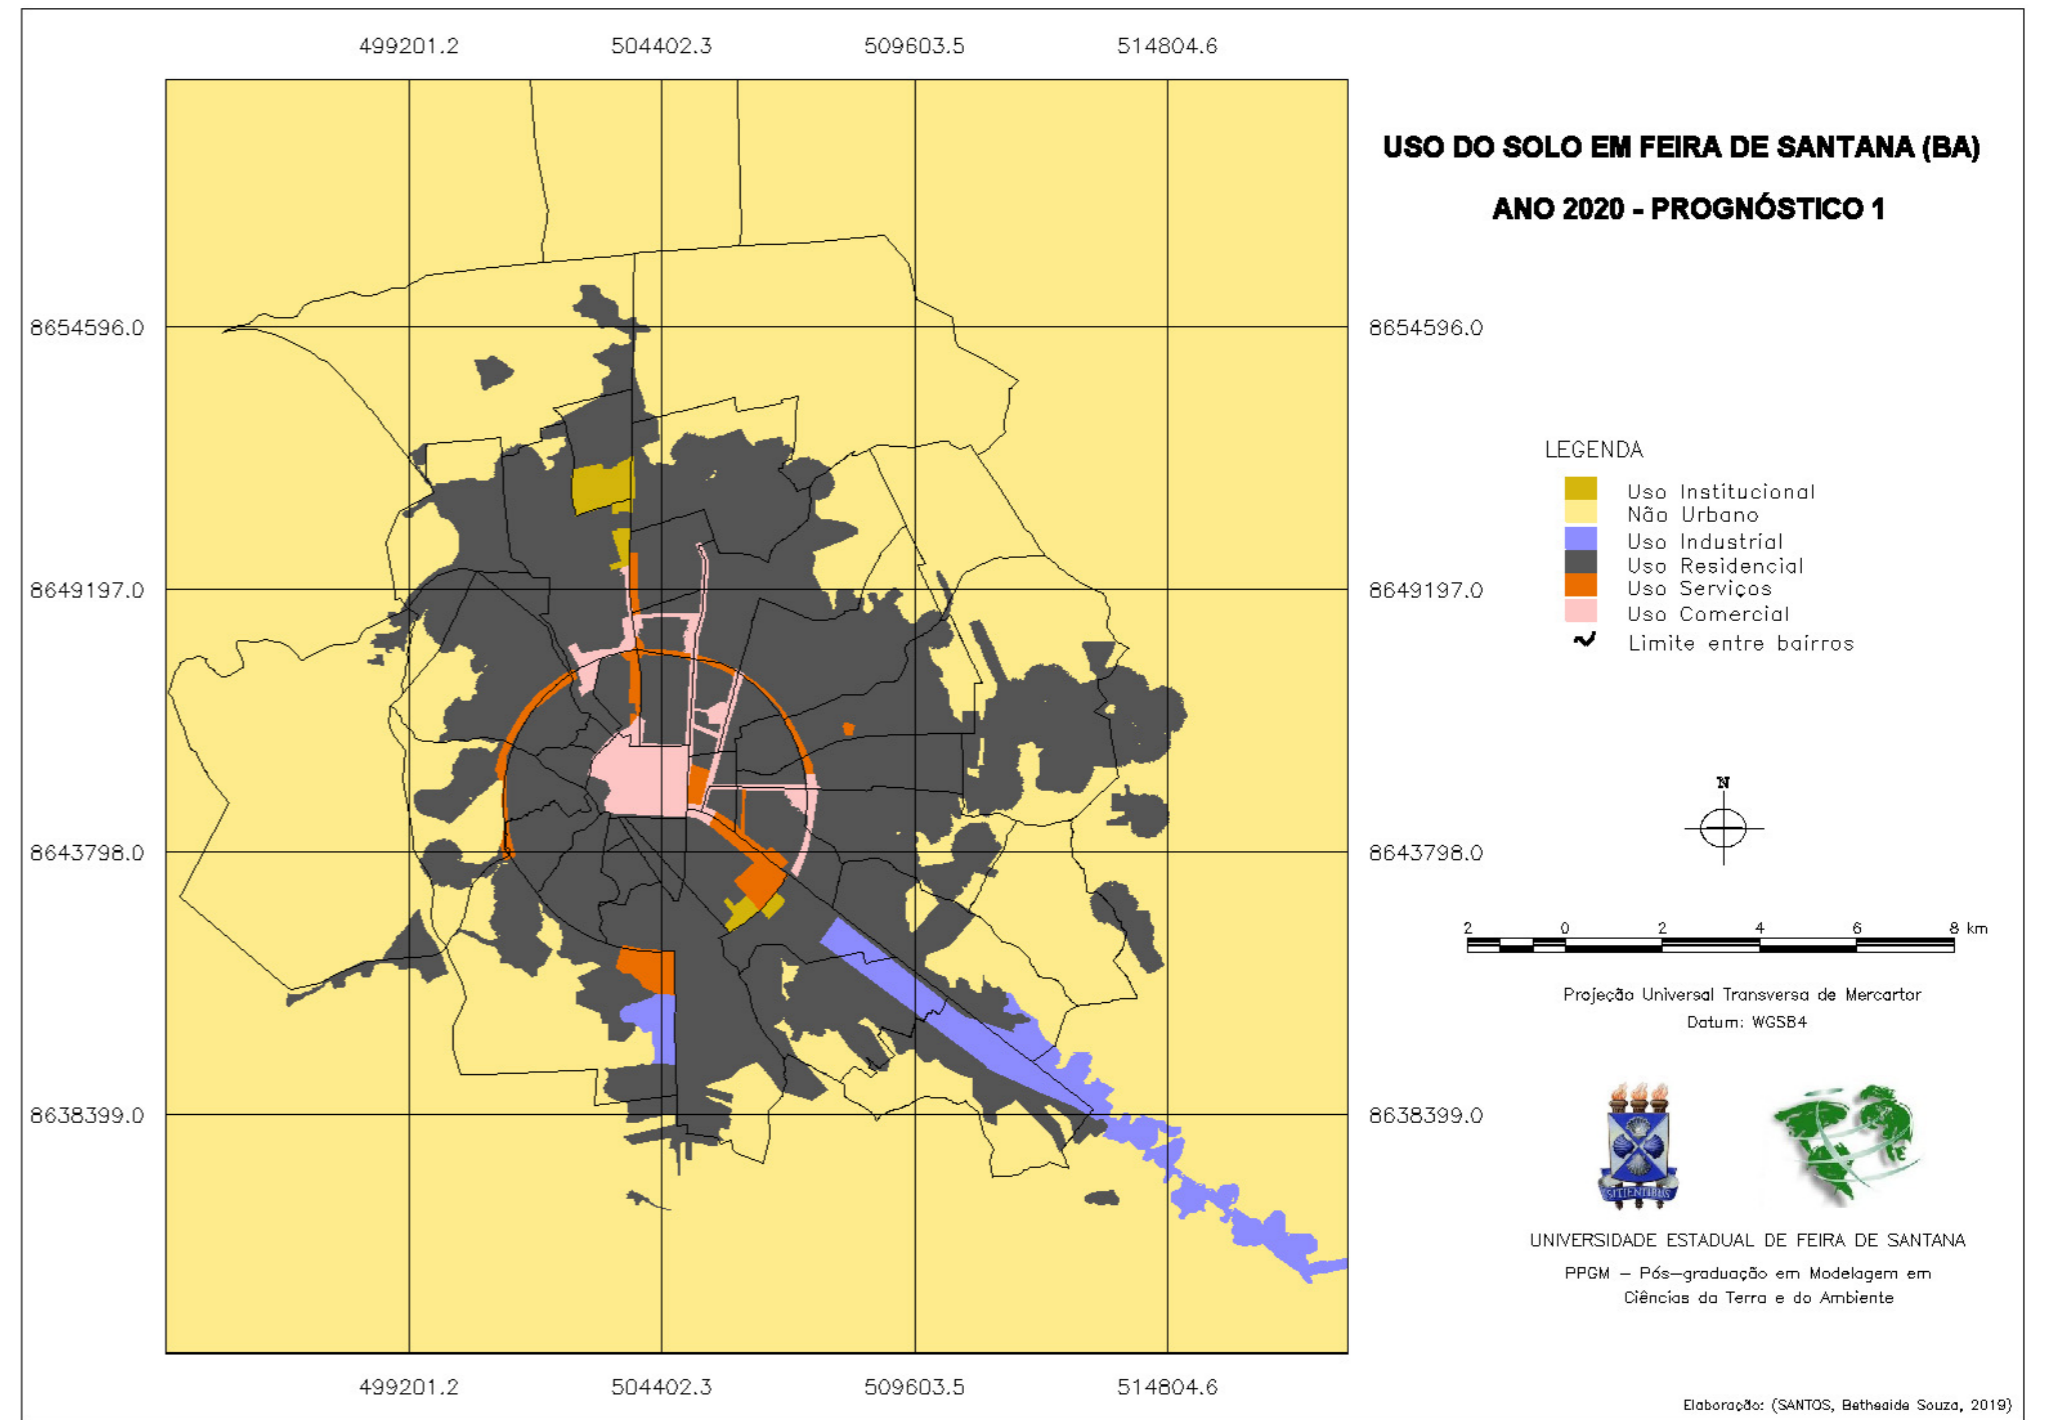 499201.2 504402.3 509603.5 514804.6
USO DO SOLO EM FEIRA DE SANTANA (BA)
ANO 2020 - PROGNÓSTICO 1
8654596.0 8654596.0
LEGENDA
Uso Institucional
Não Urbano
Uso Industrial
Uso Residencial
Uso Serviços
Uso Comercial
Limite entre bairros
8649197.0 8649197.0
N
8643798.0 8643798.0
2 0 2 4 6 8 km
Projeção Universal Transversa de Mercartor
Datum: WGS84
8638399.0 8638399.0
SITIENTIBUS
UNIVERSIDADE ESTADUAL DE FEIRA DE SANTANA
PPGM – Pós-graduação em Modelagem em
Ciências da Terra e do Ambiente
499201.2 504402.3 509603.5 514804.6
Elaboração: (SANTOS, Betheaide Souza, 2019)